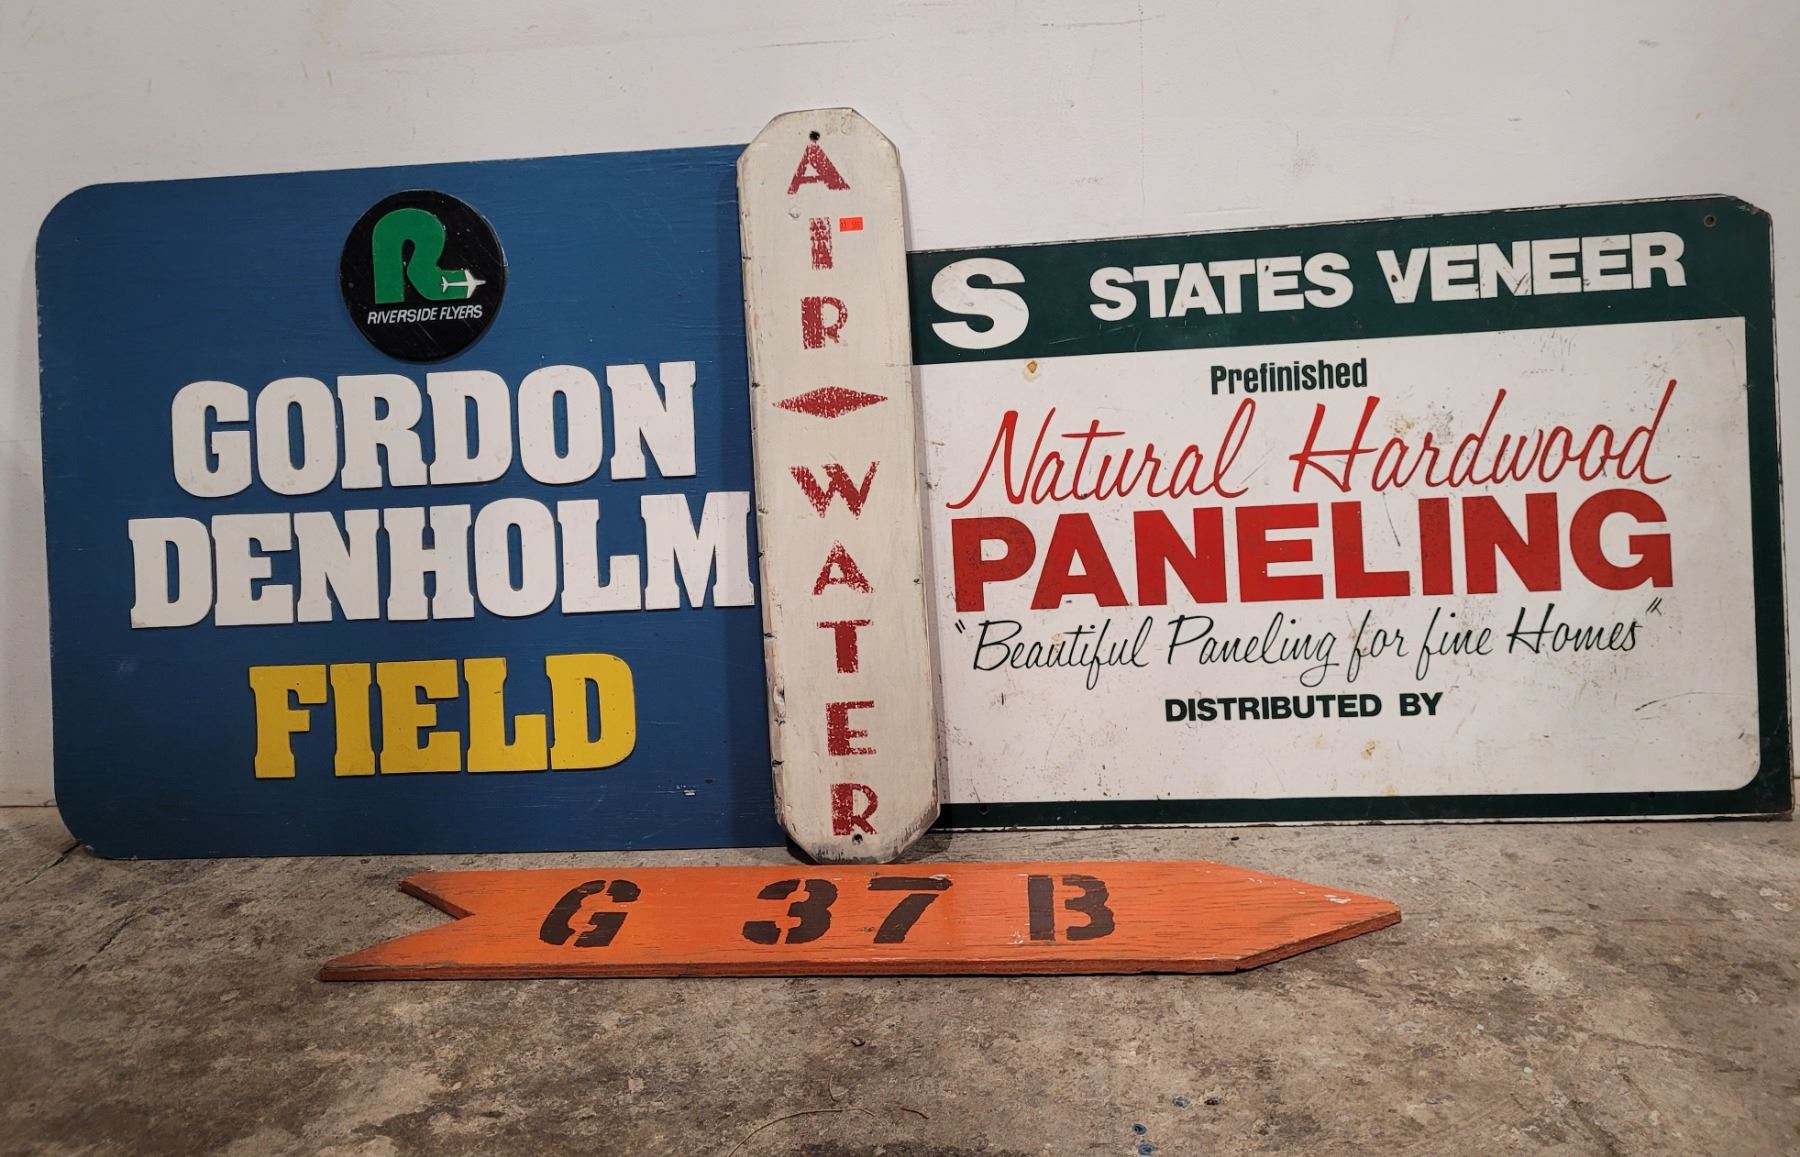 R
RIVERSIDE FLYERS
GORDON
DENHOLM
FIELD
AIR
WATER
S STATES VENEER
Prefinished
Natural Hardwood
PANELING
"Beautiful Paneling for fine Homes"
DISTRIBUTED BY
G 37 B